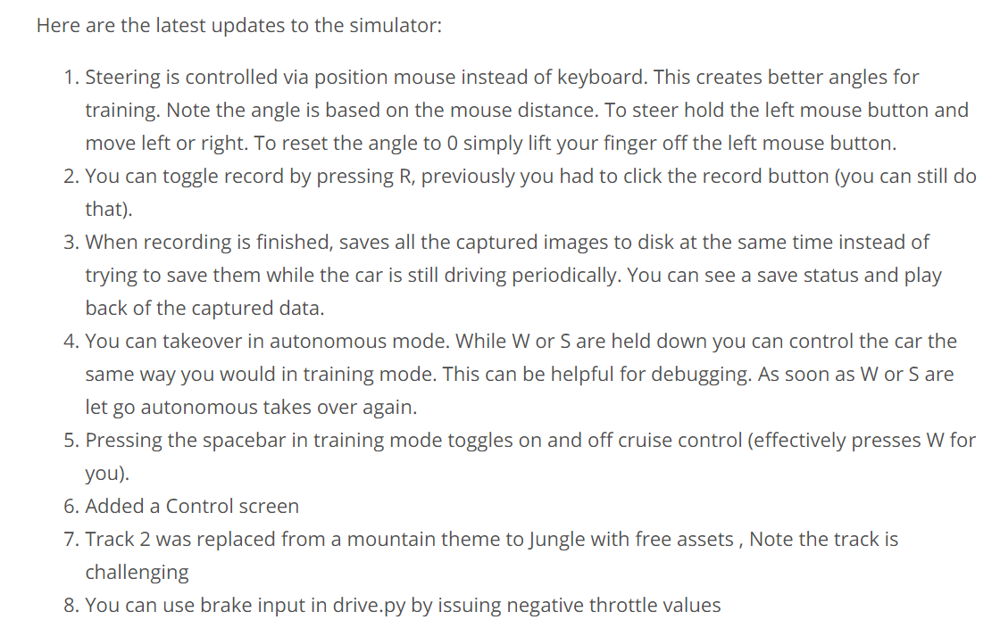 Here are the latest updates to the simulator:
1. Steering is controlled via position mouse instead of keyboard. This creates better angles for
training. Note the angle is based on the mouse distance. To steer hold the left mouse button and
move left or right. To reset the angle to 0 simply lift your finger off the left mouse button.
2. You can toggle record by pressing R, previously you had to click the record button (you can still do
that).
3. When recording is finished, saves all the captured images to disk at the same time instead of
trying to save them while the car is still driving periodically. You can see a save status and play
back of the captured data.
4. You can takeover in autonomous mode. While W or S are held down you can control the car the
same way you would in training mode. This can be helpful for debugging. As soon as W or S are
let go autonomous takes over again.
5. Pressing the spacebar in training mode toggles on and off cruise control (effectively presses W for
you).
6. Added a Control screen
7. Track 2 was replaced from a mountain theme to Jungle with free assets , Note the track is
challenging
8. You can use brake input in drive.py by issuing negative throttle values